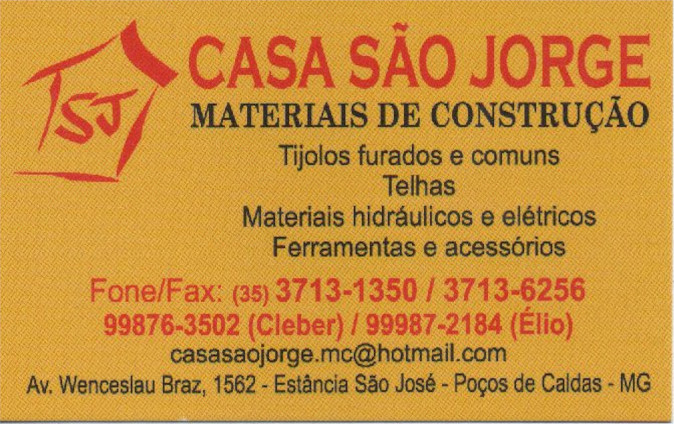 SJ
CASA SÃO JORGE
MATERIAIS DE CONSTRUÇÃO
Tijolos furados e comuns
Telhas
Materiais hidráulicos e elétricos
Ferramentas e acessórios
Fone/Fax: (35) 3713-1350 / 3713-6256
99876-3502 (Cleber) / 99987-2184 (Élio)
casasaojorge.mc@hotmail.com
Av. Wenceslau Braz, 1562 - Estância São José - Poços de Caldas - MG